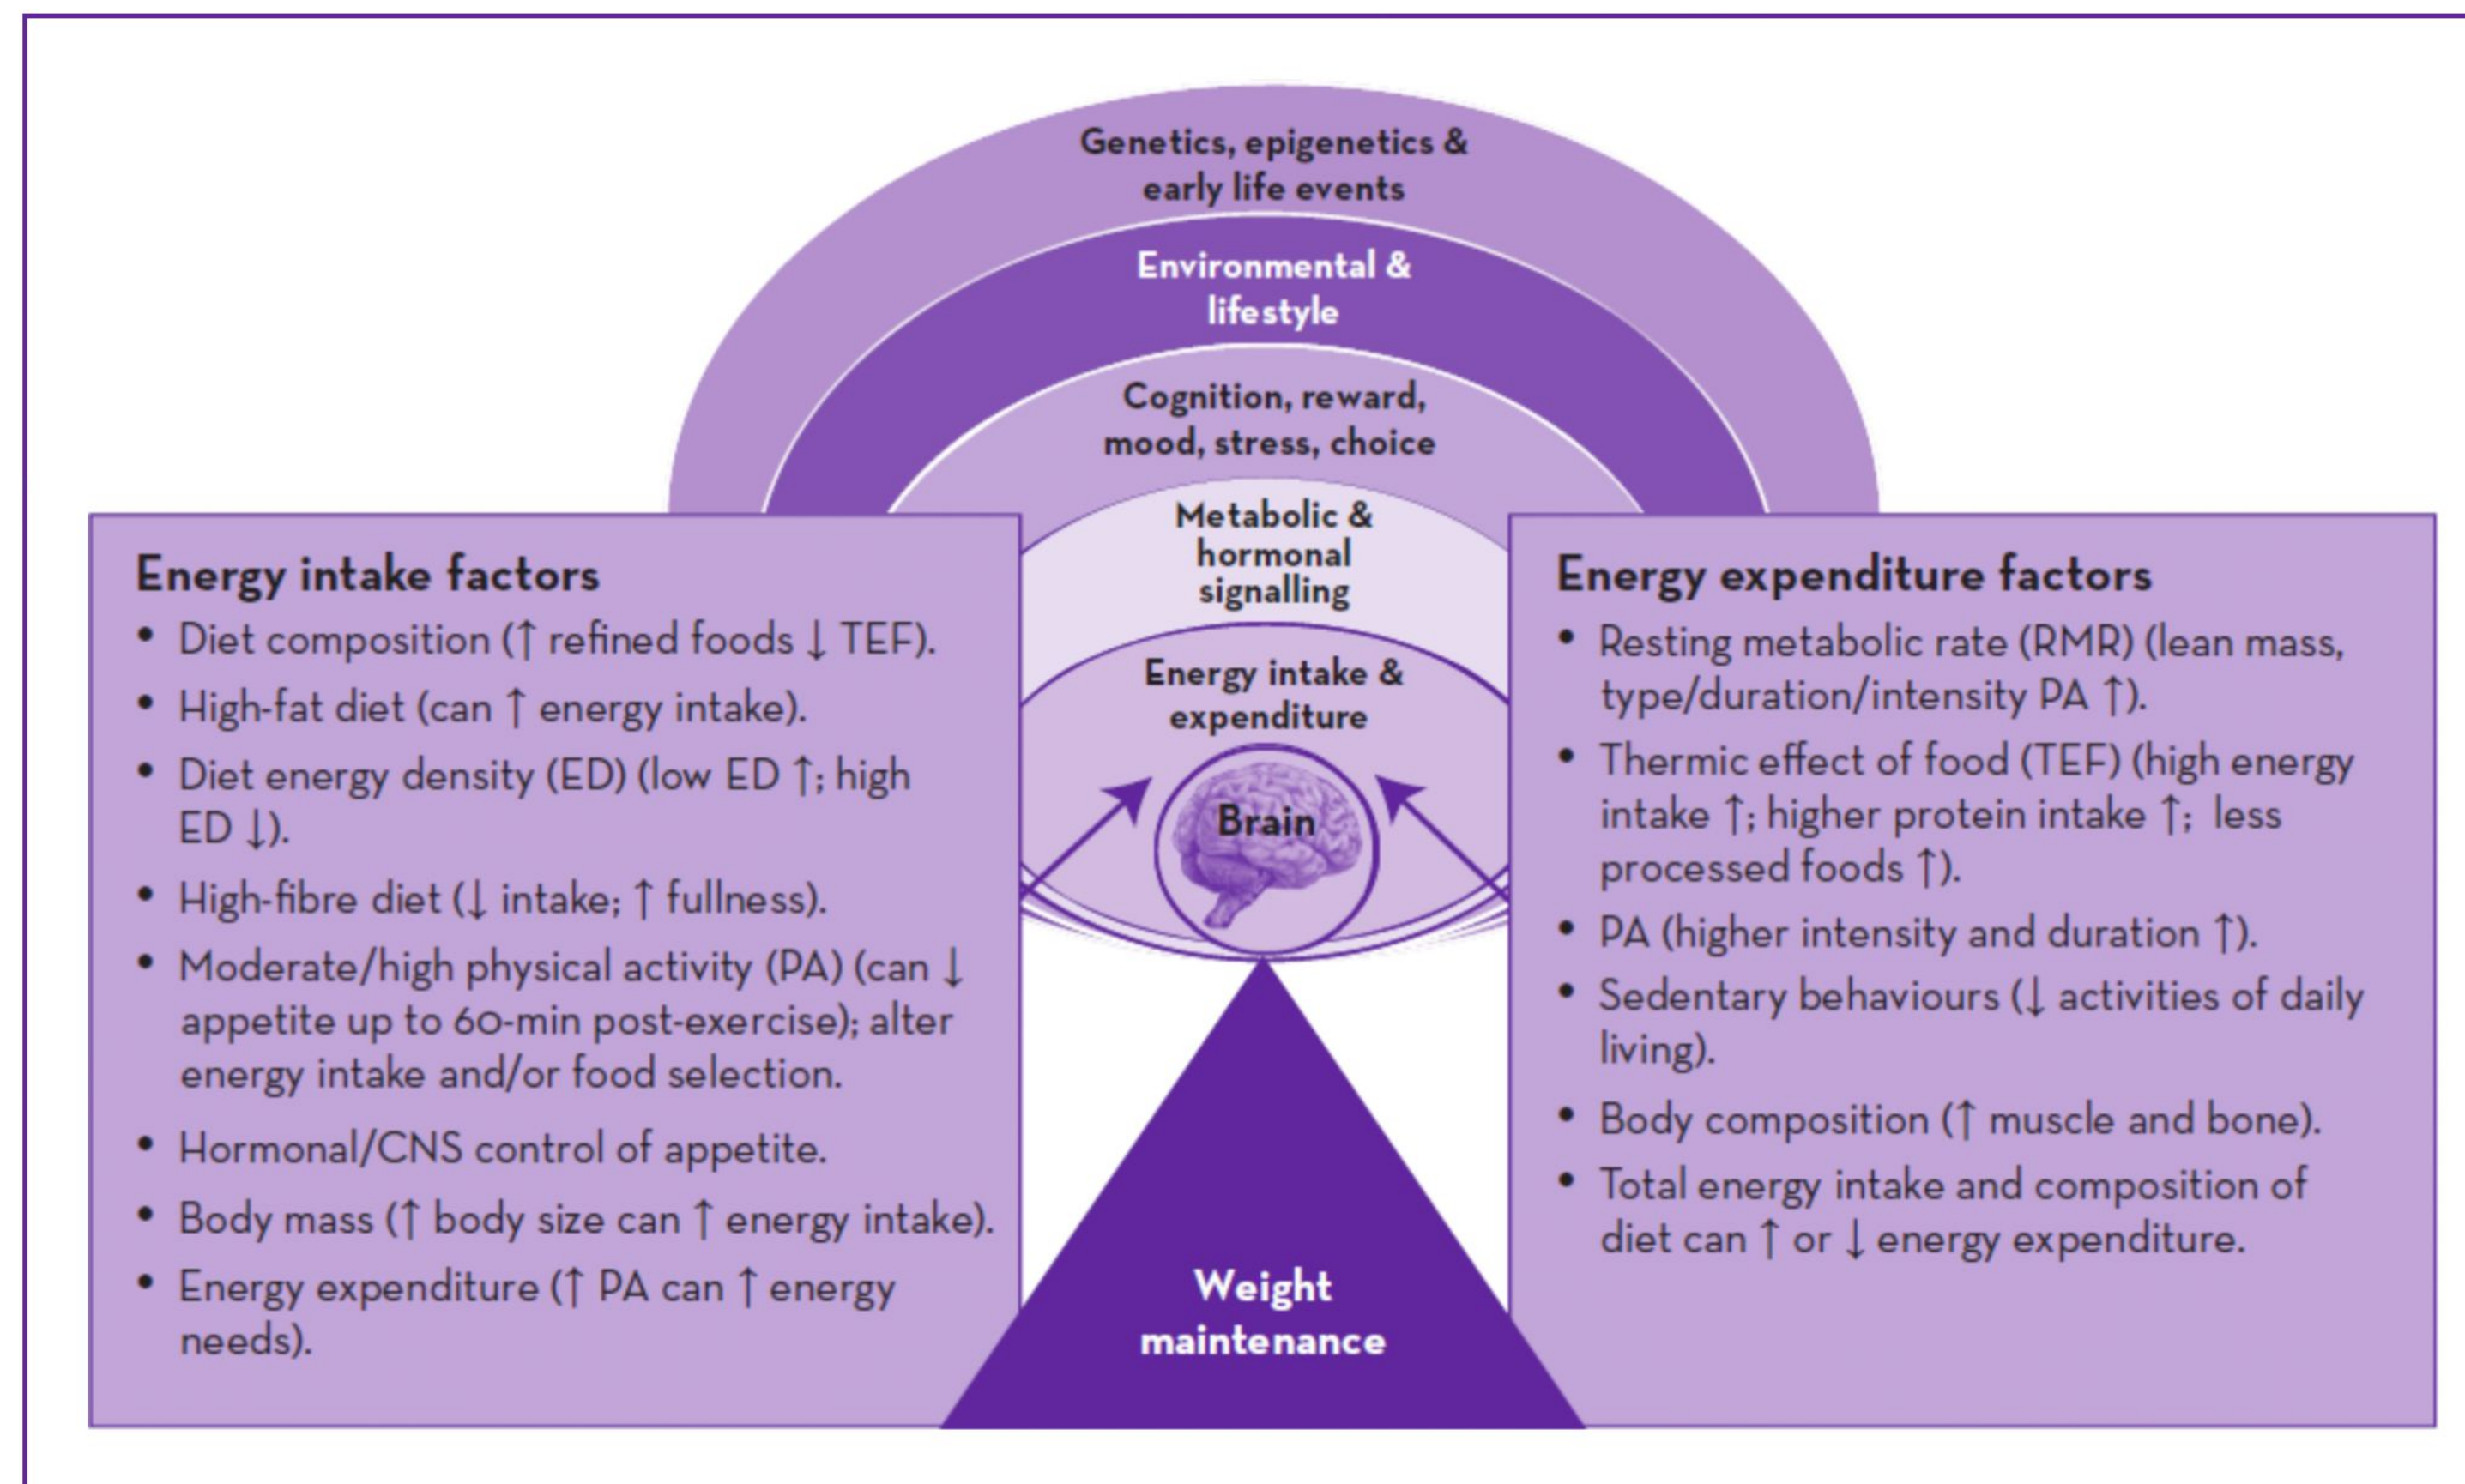 Genetics, epigenetics &
early life events
Environmental &
lifestyle
Cognition, reward,
mood, stress, choice
Metabolic &
hormonal
signalling
Energy intake &
expenditure
Brain
Energy intake factors
• Diet composition (↑ refined foods ↓ TEF).
• High-fat diet (can ↑ energy intake).
• Diet energy density (ED) (low ED ↑; high
ED ↓).
• High-fibre diet (↓ intake; ↑ fullness).
• Moderate/high physical activity (PA) (can ↓
appetite up to 60-min post-exercise); alter
energy intake and/or food selection.
• Hormonal/CNS control of appetite.
• Body mass (↑ body size can ↑ energy intake).
• Energy expenditure (↑ PA can ↑ energy
needs).
Energy expenditure factors
• Resting metabolic rate (RMR) (lean mass,
type/duration/intensity PA ↑).
• Thermic effect of food (TEF) (high energy
intake ↑; higher protein intake ↑; less
processed foods ↑).
• PA (higher intensity and duration ↑).
• Sedentary behaviours (↓ activities of daily
living).
• Body composition (↑ muscle and bone).
• Total energy intake and composition of
diet can ↑ or ↓ energy expenditure.
Weight
maintenance